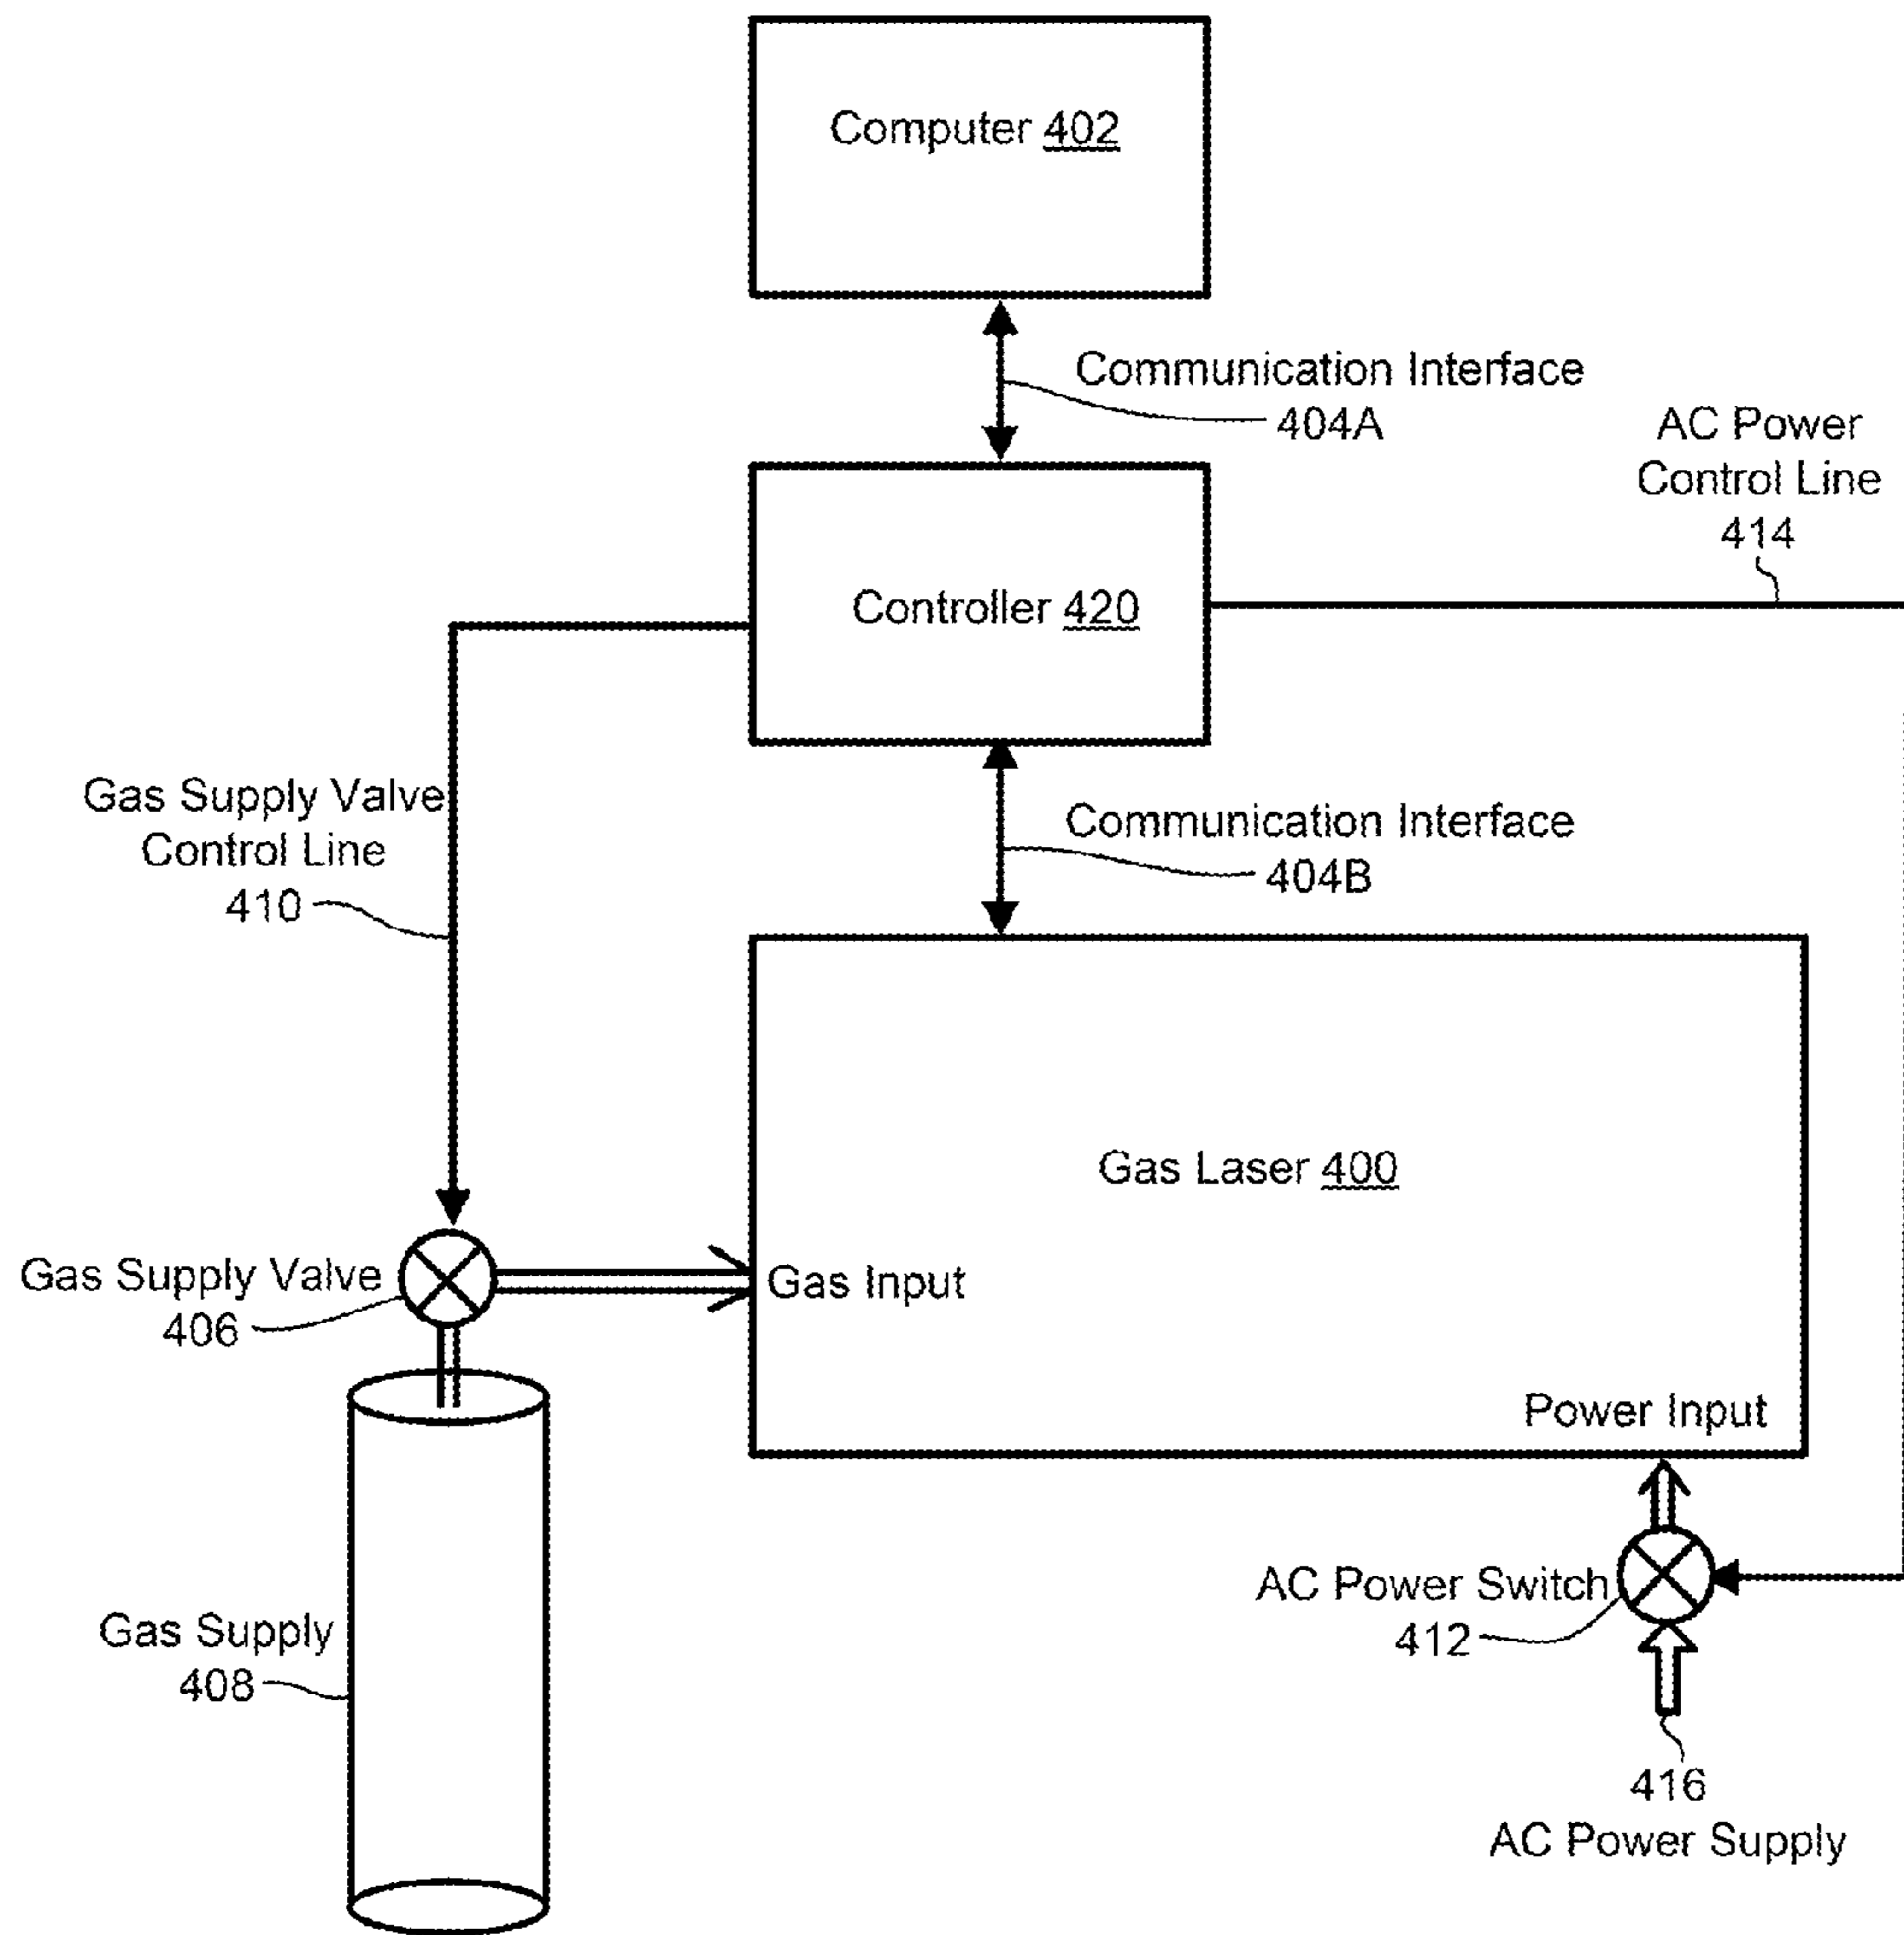 Computer 402
Communication Interface
404A
AC Power
Control Line
414
Controller 420
Gas Supply Valve
Control Line
410
Communication Interface
404B
Gas Laser 400
Gas Supply Valve
406
Gas Input
Power Input
AC Power Switch
412
Gas Supply
408
416
AC Power Supply